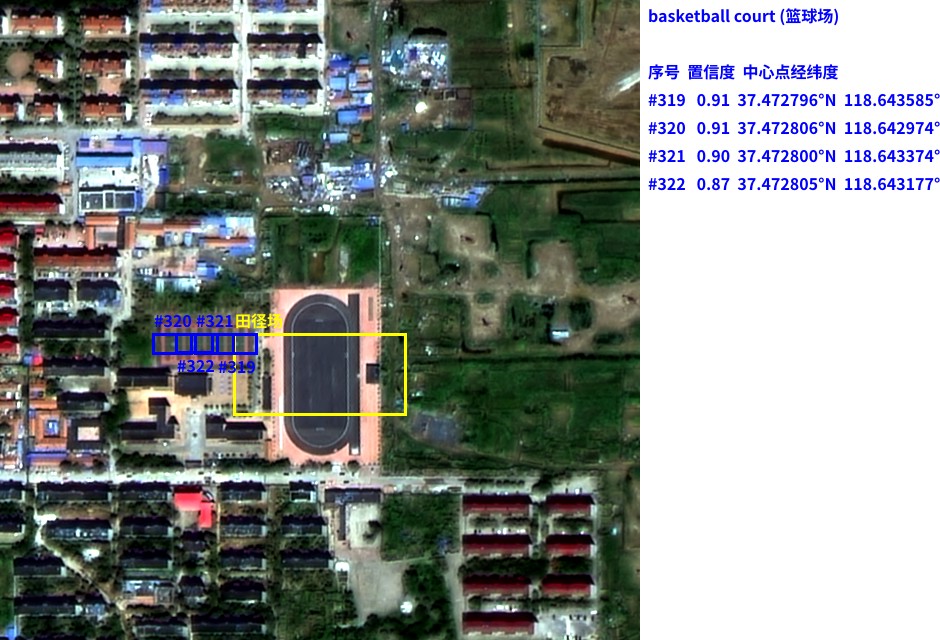 basketball court (篮球场)
序号 置信度 中心点经纬度
#319 0.91 37.472796°N 118.643585°
#320 0.91 37.472806°N 118.642974°
#321 0.90 37.472800°N 118.643374°
#322 0.87 37.472805°N 118.643177°
#320 #321 田径场
#322 #319